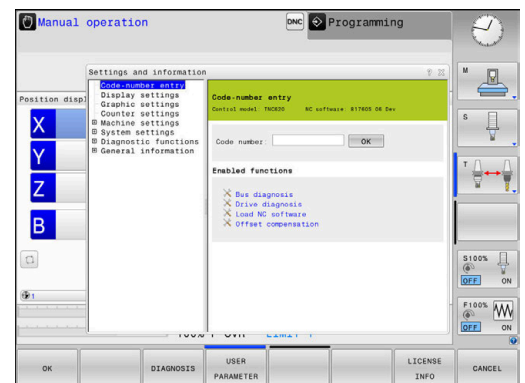 Manual operation
DNC
Programming
Settings and information
Position displ
Code-number entry
Display settings
Graphic settings
Counter settings
Machine settings
System settings
Diagnostic functions
General information
Code-number entry
Control model: TNC620 NC software: 817605 08 Dev
Code number:
OK
Enabled functions
Bus diagnosis
Drive diagnosis
Load NC software
Offset compensation
X
Y
Z
B
1
M
S
T
S100%
OFF ON
F100%
OFF ON
OK
DIAGNOSIS
USER
PARAMETER
LICENSE
INFO
CANCEL